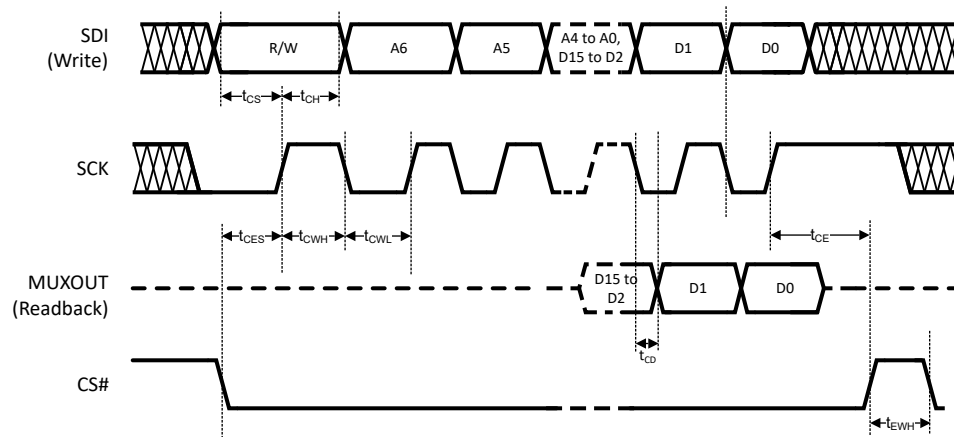 SDI
(Write)
R/W
A6
A5
A4 to A0,
D15 to D2
D1
D0
tCS
tCH
SCK
tCES
tCWH
tCWL
tCE
MUXOUT
(Readback)
D15 to
D2
D1
D0
tCD
CS#
tEWH